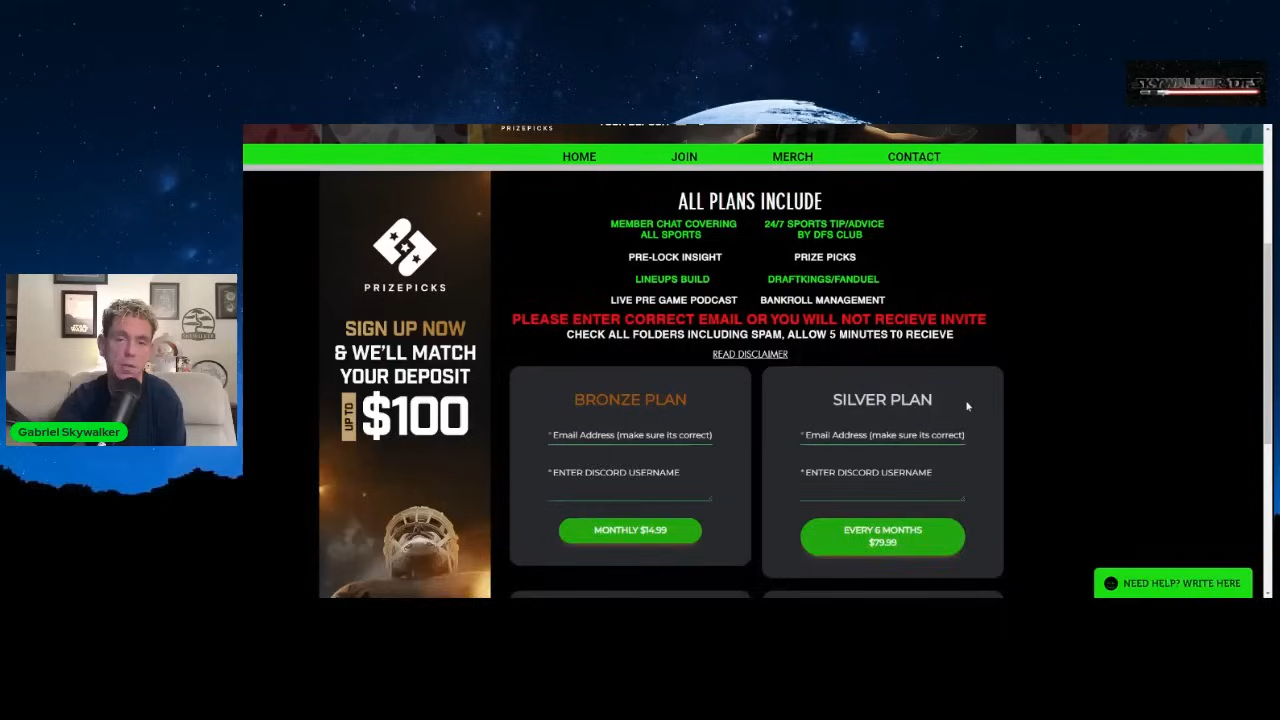 SKYWALKER DFS
PRIZEPICKS
HOME JOIN MERCH CONTACT
ALL PLANS INCLUDE
MEMBER CHAT COVERING
ALL SPORTS
24/7 SPORTS TIP/ADVICE
BY DFS CLUB
PRE-LOCK INSIGHT
PRIZE PICKS
LINEUPS BUILD
DRAFTKINGS/FANDUEL
LIVE PRE GAME PODCAST
BANKROLL MANAGEMENT
PLEASE ENTER CORRECT EMAIL OR YOU WILL NOT RECIEVE INVITE
CHECK ALL FOLDERS INCLUDING SPAM, ALLOW 5 MINUTES TO RECIEVE
READ DISCLAIMER
PRIZEPICKS
SIGN UP NOW
& WE'LL MATCH
YOUR DEPOSIT
UP TO $100
BRONZE PLAN
*Email Address (make sure its correct)
*ENTER DISCORD USERNAME
MONTHLY $14.99
SILVER PLAN
*Email Address (make sure its correct)
*ENTER DISCORD USERNAME
EVERY 6 MONTHS
$79.99
Gabriel Skywalker
NEED HELP? WRITE HERE